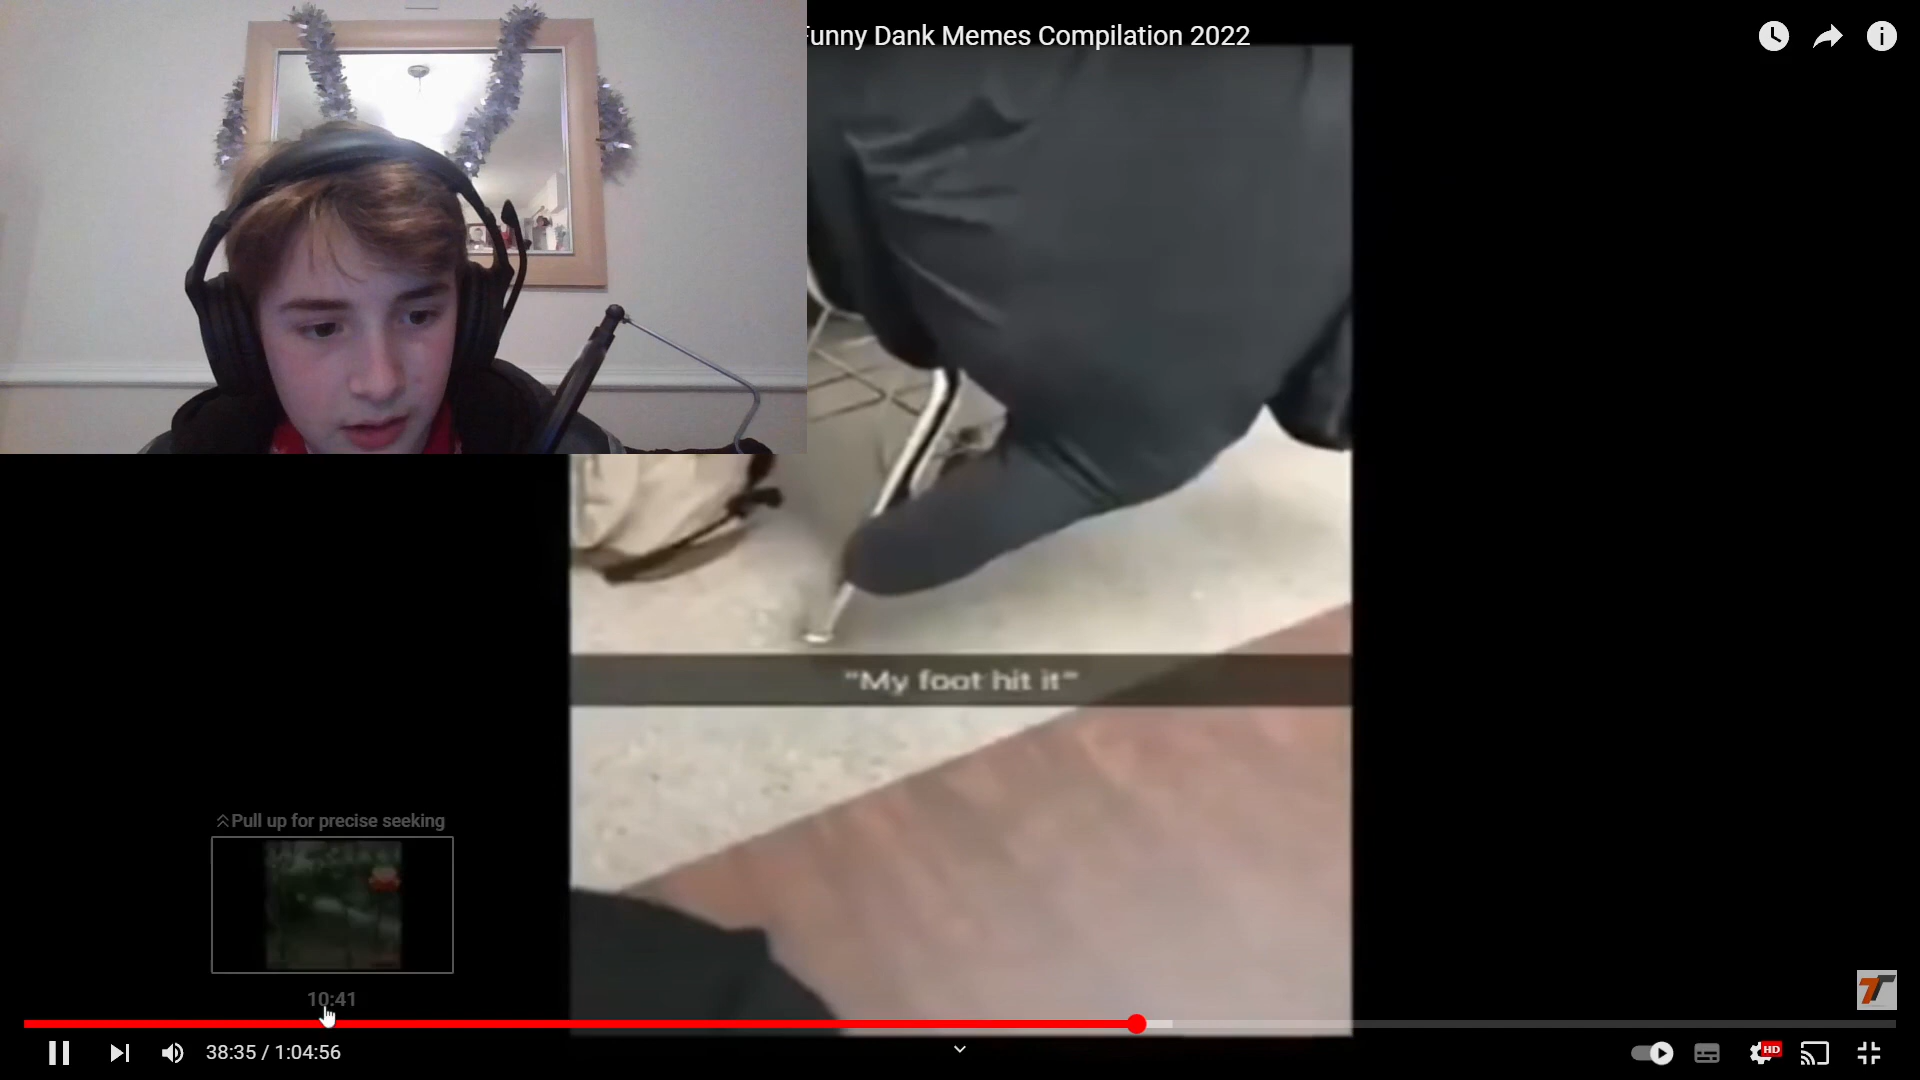 Funny Dank Memes Compilation 2022
"My foot hit it"
Pull up for precise seeking
10:41
38:35 / 1:04:56
HD